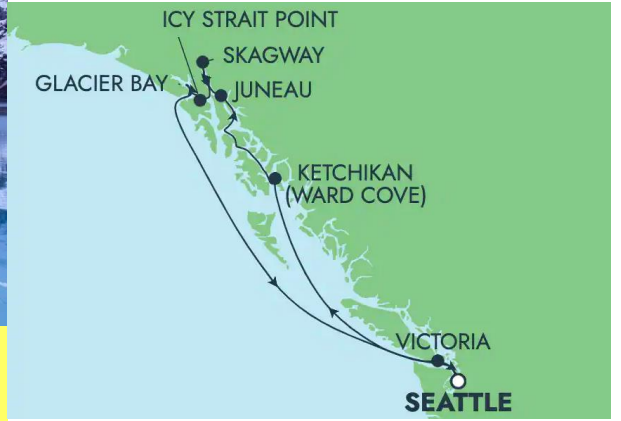 ICY STRAIT POINT
SKAGWAY
GLACIER BAY
JUNEAU
KETCHIKAN
(WARD COVE)
VICTORIA
SEATTLE